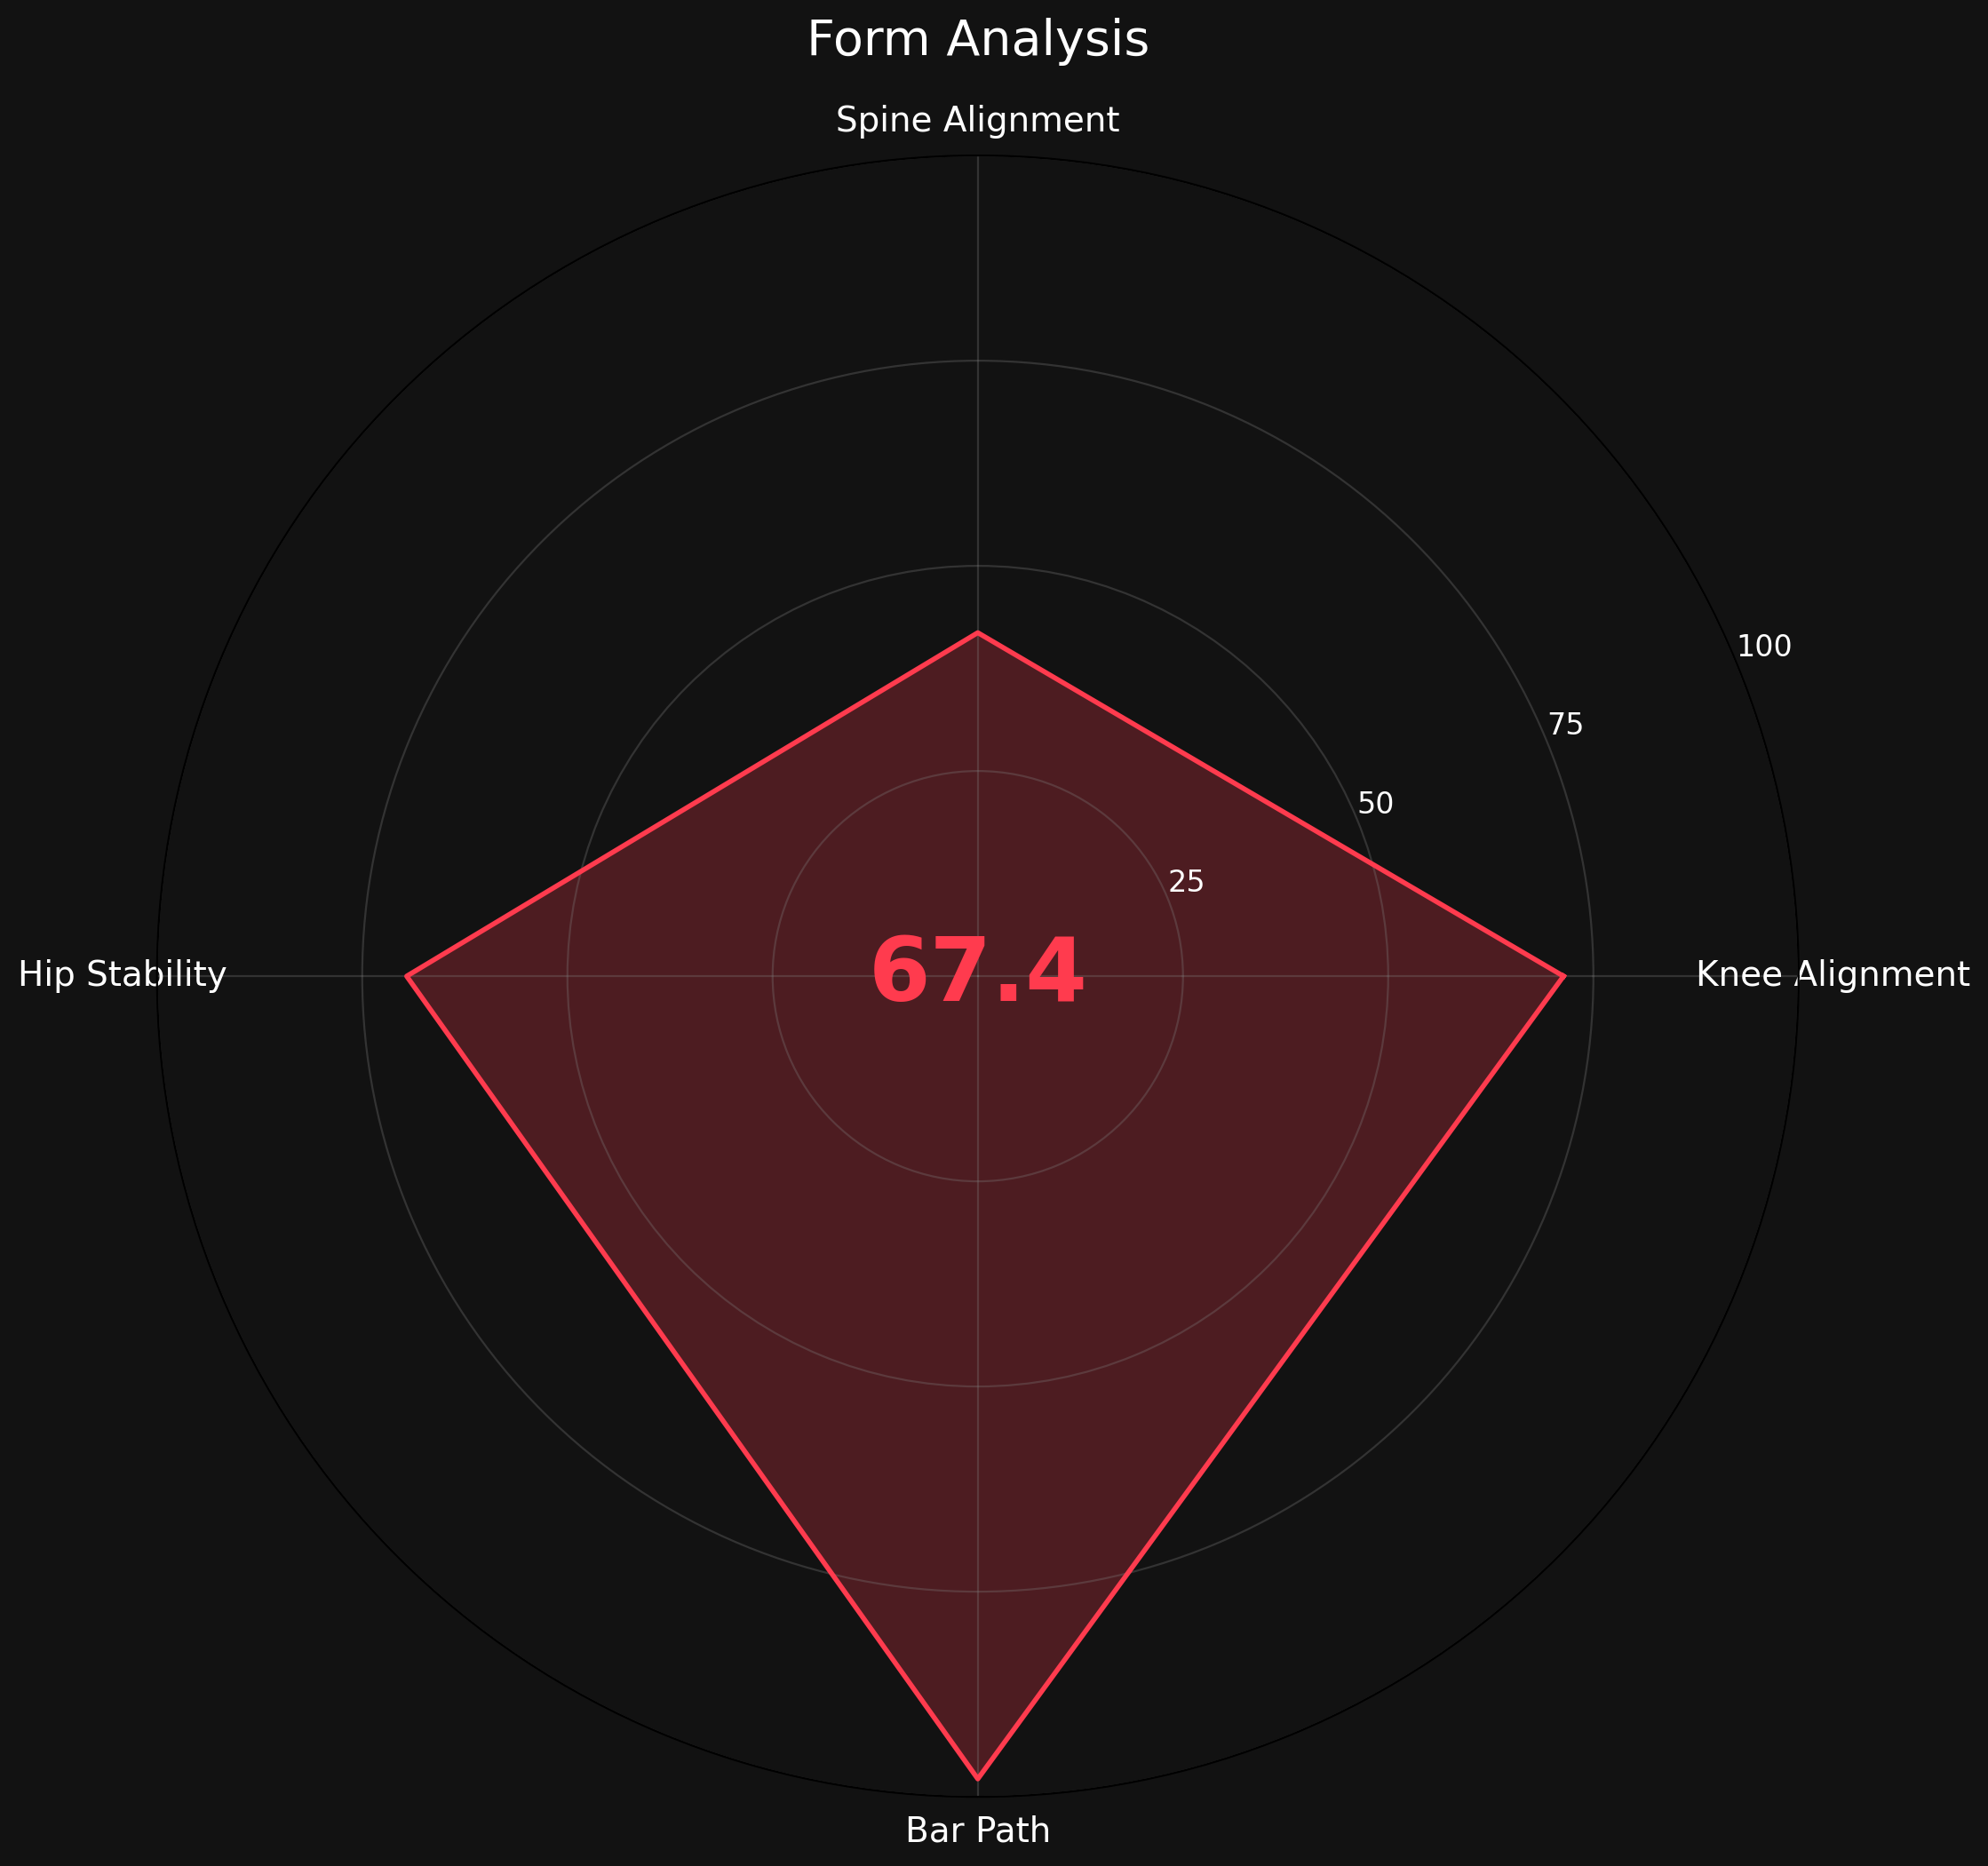 Form Analysis
Spine Alignment
100
75
50
25
67.4
Hip Stability
Knee Alignment
Bar Path